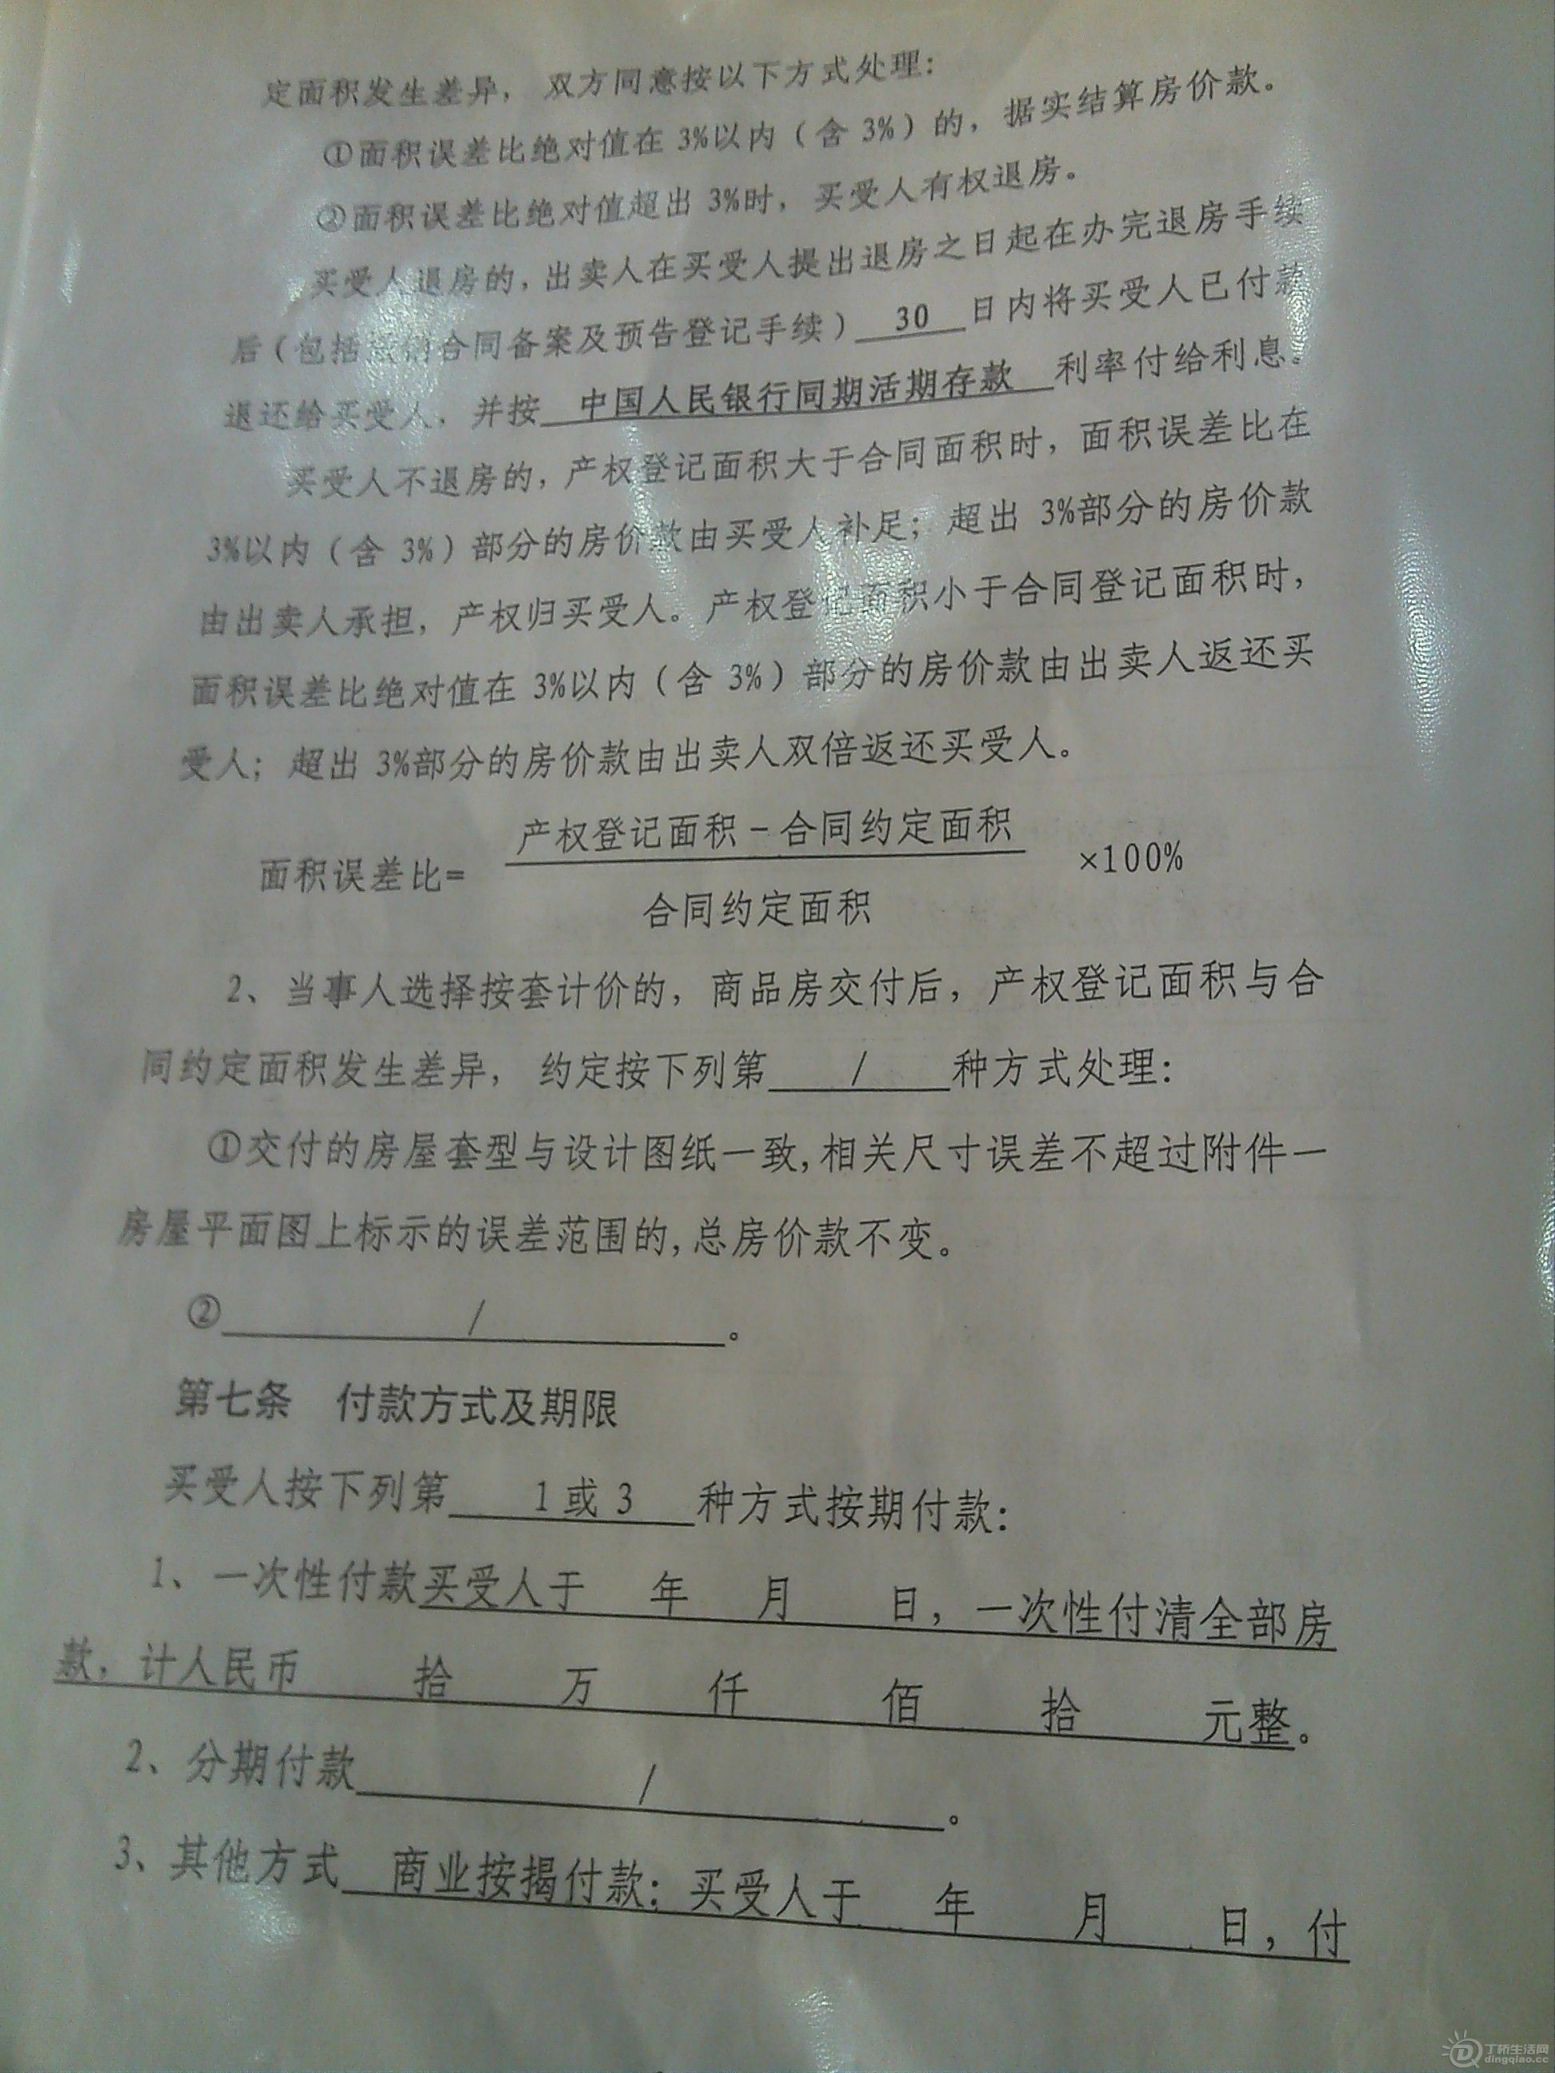 定面积发生差异， 双方同意按以下方式处理：
①面积误差比绝对值在 3%以内（含 3%）的，据实结算房价款。
②面积误差比绝对值超出 3%时，买受人有权退房。
买受人退房的，出卖人在买受人提出退房之日起在办完退房手续
后（包括 合同备案及预告登记手续） 30 日内将买受人已付款
退还给买受人，并按 中国人民银行同期活期存款 利率付给利息。
买受人不退房的，产权登记面积大于合同面积时，面积误差比在
3%以内（含 3%）部分的房价款由买受人补足；超出 3%部分的房价款
由出卖人承担，产权归买受人。产权登记面积小于合同登记面积时，
面积误差比绝对值在 3%以内（含 3%）部分的房价款由出卖人返还买
受人；超出 3%部分的房价款由出卖人双倍返还买受人。
产权登记面积－合同约定面积
面积误差比= ×100%
合同约定面积
2、当事人选择按套计价的，商品房交付后，产权登记面积与合
同约定面积发生差异， 约定按下列第 / 种方式处理：
①交付的房屋套型与设计图纸一致,相关尺寸误差不超过附件一
房屋平面图上标示的误差范围的,总房价款不变。
② / 。
第七条 付款方式及期限
买受人按下列第 1 或 3 种方式按期付款：
1、一次性付款买受人于 年 月 日，一次性付清全部房
款，计人民币 拾 万 仟 佰 拾 元整。
2、分期付款 / 。
3、其他方式 商业按揭付款：买受人于 年 月 日，付
丁桥生活网
dingqiao.cc